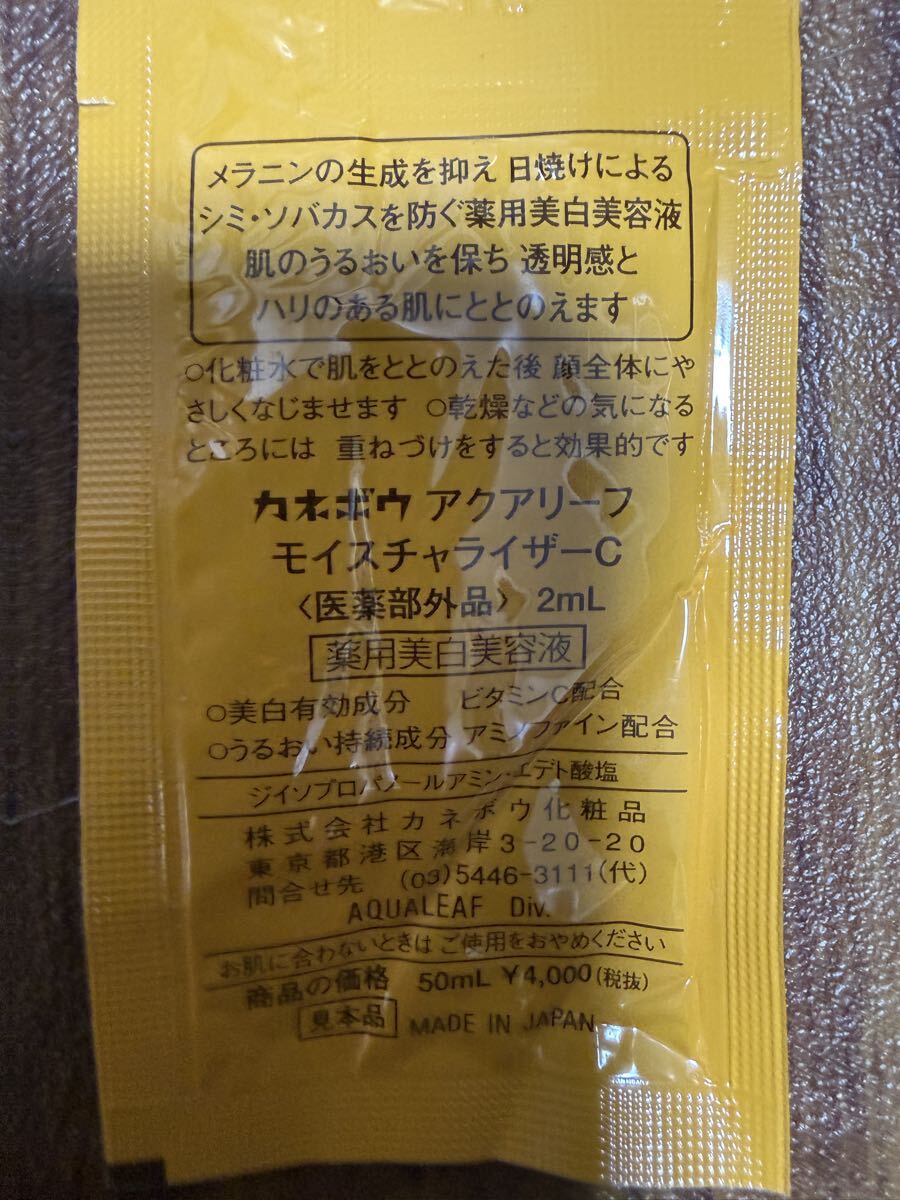 メラニンの生成を抑え 日焼けによる
シミ・ソバカスを防ぐ薬用美白美容液
肌のうるおいを保ち 透明感と
ハリのある肌にととのえます
○化粧水で肌をととのえた後 顔全体にや
さしくなじませます ○乾燥などの気になる
ところには 重ねづけをすると効果的です
カネボウ アクアリーフ
モイスチャライザーC
〈医薬部外品〉 2mL
薬用美白美容液
○美白有効成分 ビタミンC配合
○うるおい持続成分 アミノファイン配合
ジイソプロパノールアミン・エデト酸塩
株式会社カネボウ化粧品
東京都港区海岸3-20-20
問合せ先 (03)5446-3111(代)
AQUALEAF Div.
お肌に合わないときは ご使用をおやめください
商品の価格 50mL ¥4,000(税抜)
見本品 MADE IN JAPAN